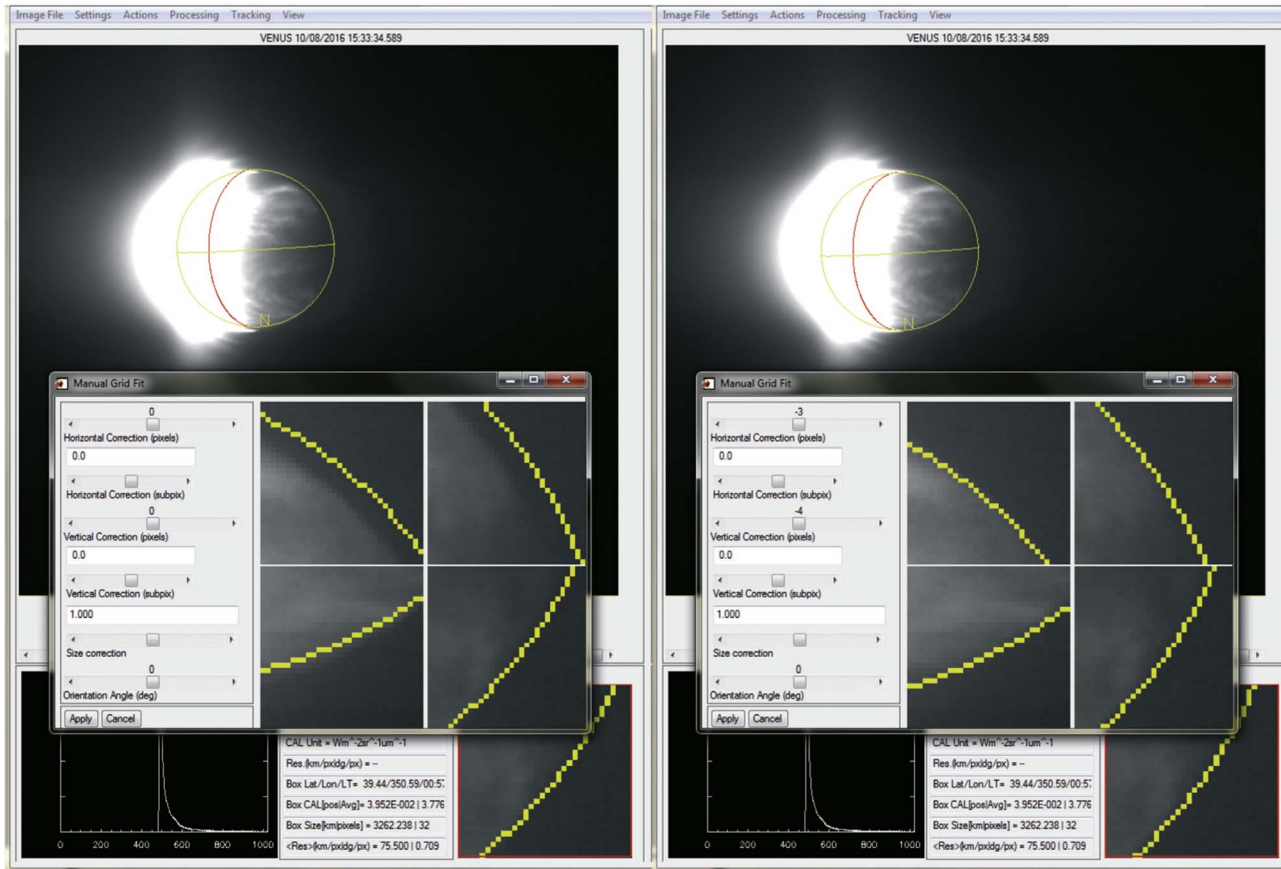 Image File Settings Actions Processing Tracking View
VENUS 10/08/2016 15:33:34.589
N
Manual Grid Fit
0
Horizontal Correction (pixels)
0.0
Horizontal Correction (subpix)
0
Vertical Correction (pixels)
0.0
Vertical Correction (subpix)
1.000
Size correction
0
Orientation Angle (deg)
Apply Cancel
CAL Unit = Wm^-2sr^-1um^-1
Res.(km/px|dg/px) = --
Box Lat/Lon/LT= 39.44/350.59/00:57
Box CAL[pos|Avg]= 3.952E-002 | 3.776
Box Size[km|pixels] = 3262.238 | 32
<Res>(km/px|dg/px) = 75.500 | 0.709
0 200 400 600 800 1000
Image File Settings Actions Processing Tracking View
VENUS 10/08/2016 15:33:34.589
N
Manual Grid Fit
-3
Horizontal Correction (pixels)
0.0
Horizontal Correction (subpix)
-4
Vertical Correction (pixels)
0.0
Vertical Correction (subpix)
1.000
Size correction
0
Orientation Angle (deg)
Apply Cancel
CAL Unit = Wm^-2sr^-1um^-1
Res.(km/px|dg/px) = --
Box Lat/Lon/LT= 39.44/350.59/00:57
Box CAL[pos|Avg]= 3.952E-002 | 3.776
Box Size[km|pixels] = 3262.238 | 32
<Res>(km/px|dg/px) = 75.500 | 0.709
0 200 400 600 800 1000